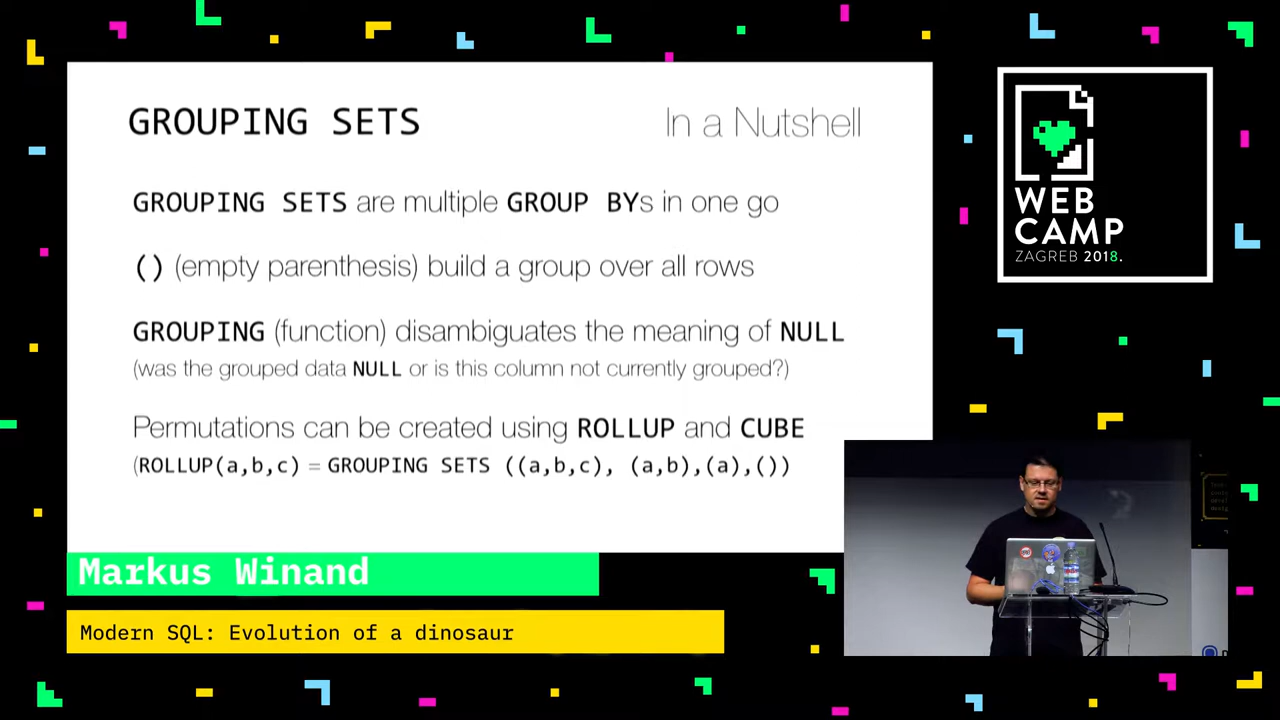 GROUPING SETS In a Nutshell
GROUPING SETS are multiple GROUP BYs in one go
() (empty parenthesis) build a group over all rows
GROUPING (function) disambiguates the meaning of NULL
(was the grouped data NULL or is this column not currently grouped?)
Permutations can be created using ROLLUP and CUBE
(ROLLUP(a,b,c) = GROUPING SETS ((a,b,c), (a,b),(a),())
WEB
CAMP
ZAGREB 2018.
Markus Winand
Modern SQL: Evolution of a dinosaur